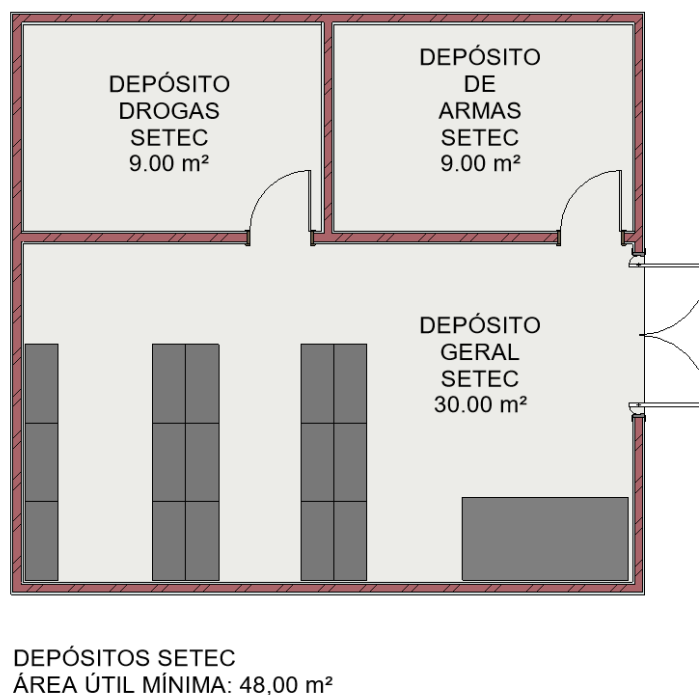 DEPÓSITO
DROGAS
SETEC
9.00 m²
DEPÓSITO
DE
ARMAS
SETEC
9.00 m²
DEPÓSITO
GERAL
SETEC
30.00 m²
DEPÓSITOS SETEC
ÁREA ÚTIL MÍNIMA: 48,00 m²